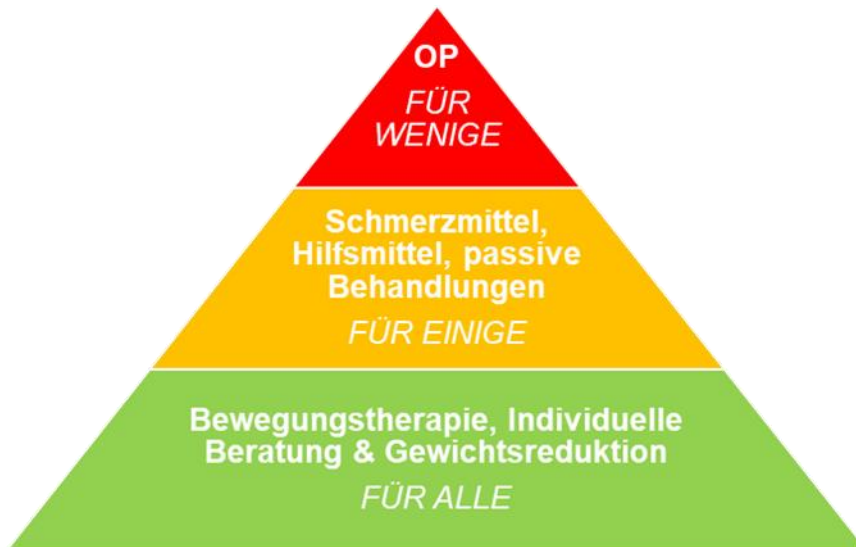 OP
FÜR
WENIGE
Schmerzmittel,
Hilfsmittel, passive
Behandlungen
FÜR EINIGE
Bewegungstherapie, Individuelle
Beratung & Gewichtsreduktion
FÜR ALLE